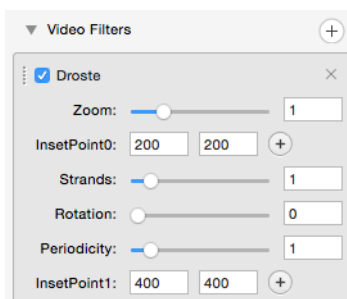 Video Filters
Droste
Zoom: 1
InsetPoint0: 200 200
Strands: 1
Rotation: 0
Periodicity: 1
InsetPoint1: 400 400